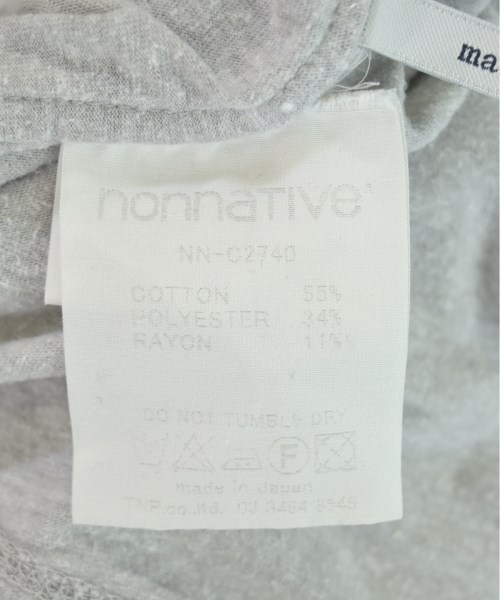 ma
nonnative
NN-C2740
COTTON 55%
POLYESTER 34%
RAYON 11%
DO NOT TUMBLE DRY
F
made in Japan
TNP.co.,ltd. 03 3464 8545